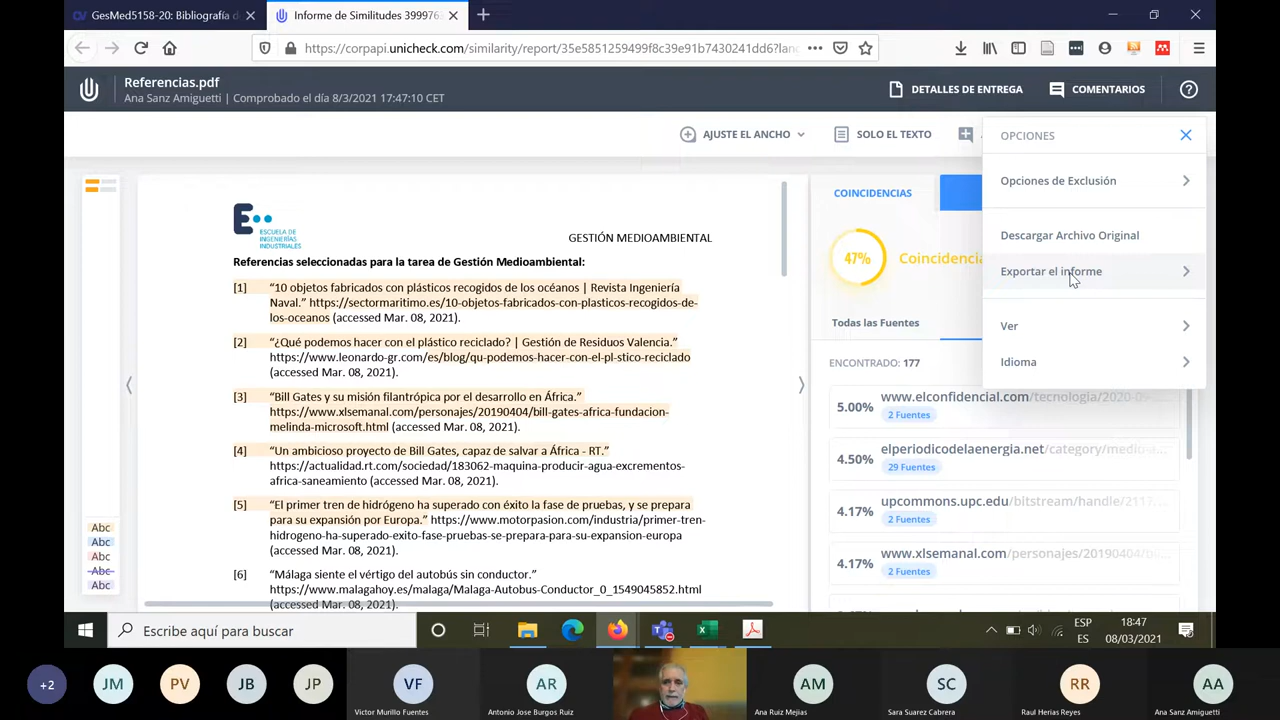 GesMed5158-20: Bibliografía d
Informe de Similitudes 399976
https://corpapi.unicheck.com/similarity/report/35e5851259499f8c39e91b7430241dd6?lan
Referencias.pdf
Ana Sanz Amiguetti | Comprobado el día 8/3/2021 17:47:10 CET
DETALLES DE ENTREGA
COMENTARIOS
AJUSTE EL ANCHO
SOLO EL TEXTO
OPCIONES
Opciones de Exclusión
Descargar Archivo Original
Exportar el informe
Ver
Idioma
E
ESCUELA DE
INGENIERÍAS
INDUSTRIALES
GESTIÓN MEDIOAMBIENTAL
Referencias seleccionadas para la tarea de Gestión Medioambiental:
[1] “10 objetos fabricados con plásticos recogidos de los océanos | Revista Ingeniería
Naval.” https://sectormaritimo.es/10-objetos-fabricados-con-plasticos-recogidos-de-
los-oceanos (accessed Mar. 08, 2021).
[2] “¿Qué podemos hacer con el plástico reciclado? | Gestión de Residuos Valencia.”
https://www.leonardo-gr.com/es/blog/qu-podemos-hacer-con-el-pl-stico-reciclado
(accessed Mar. 08, 2021).
[3] “Bill Gates y su misión filantrópica por el desarrollo en África.”
https://www.xlsemanal.com/personajes/20190404/bill-gates-africa-fundacion-
melinda-microsoft.html (accessed Mar. 08, 2021).
[4] “Un ambicioso proyecto de Bill Gates, capaz de salvar a África - RT.”
https://actualidad.rt.com/sociedad/183062-maquina-producir-agua-excrementos-
africa-saneamiento (accessed Mar. 08, 2021).
[5] “El primer tren de hidrógeno ha superado con éxito la fase de pruebas, y se prepara
para su expansión por Europa.” https://www.motorpasion.com/industria/primer-tren-
hidrogeno-ha-superado-exito-fase-pruebas-se-prepara-para-su-expansion-europa
(accessed Mar. 08, 2021).
[6] “Málaga siente el vértigo del autobús sin conductor.”
https://www.malagahoy.es/malaga/Malaga-Autobus-Conductor_0_1549045852.html
(accessed Mar. 08, 2021).
Abc
Abc
Abc
Abc
Abc
COINCIDENCIAS
47%
Coincidencia
Todas las Fuentes
ENCONTRADO: 177
5.00% www.elconfidencial.com/tecnologia/2020-09-
2 Fuentes
4.50% elperiodicodelaenergia.net/category/medio-a
29 Fuentes
4.17% upcommons.upc.edu/bitstream/handle/2117
2 Fuentes
4.17% www.xlsemanal.com/personajes/20190404/bi
2 Fuentes
Escribe aquí para buscar
ESP
ES
18:47
08/03/2021
+2
JM
PV
JB
JP
VF
Victor Murillo Fuentes
AR
Antonio Jose Burgos Ruiz
AM
Ana Ruiz Mejias
SC
Sara Suarez Cabrera
RR
Raul Herias Reyes
AA
Ana Sanz Amiguetti